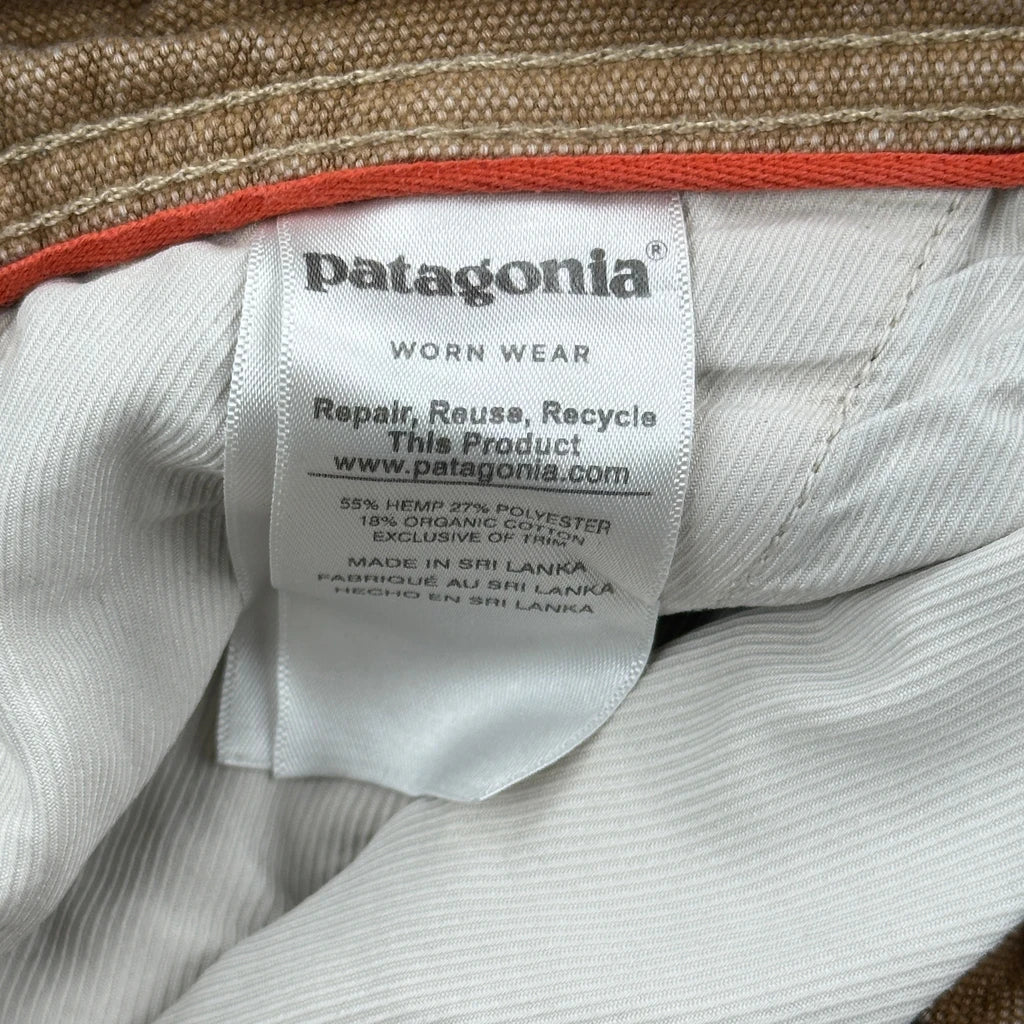 patagonia®
WORN WEAR
Repair, Reuse, Recycle
This Product
www.patagonia.com
55% HEMP 27% POLYESTER
18% ORGANIC COTTON
EXCLUSIVE OF TRIM
MADE IN SRI LANKA
FABRIQUÉ AU SRI LANKA
HECHO EN SRI LANKA